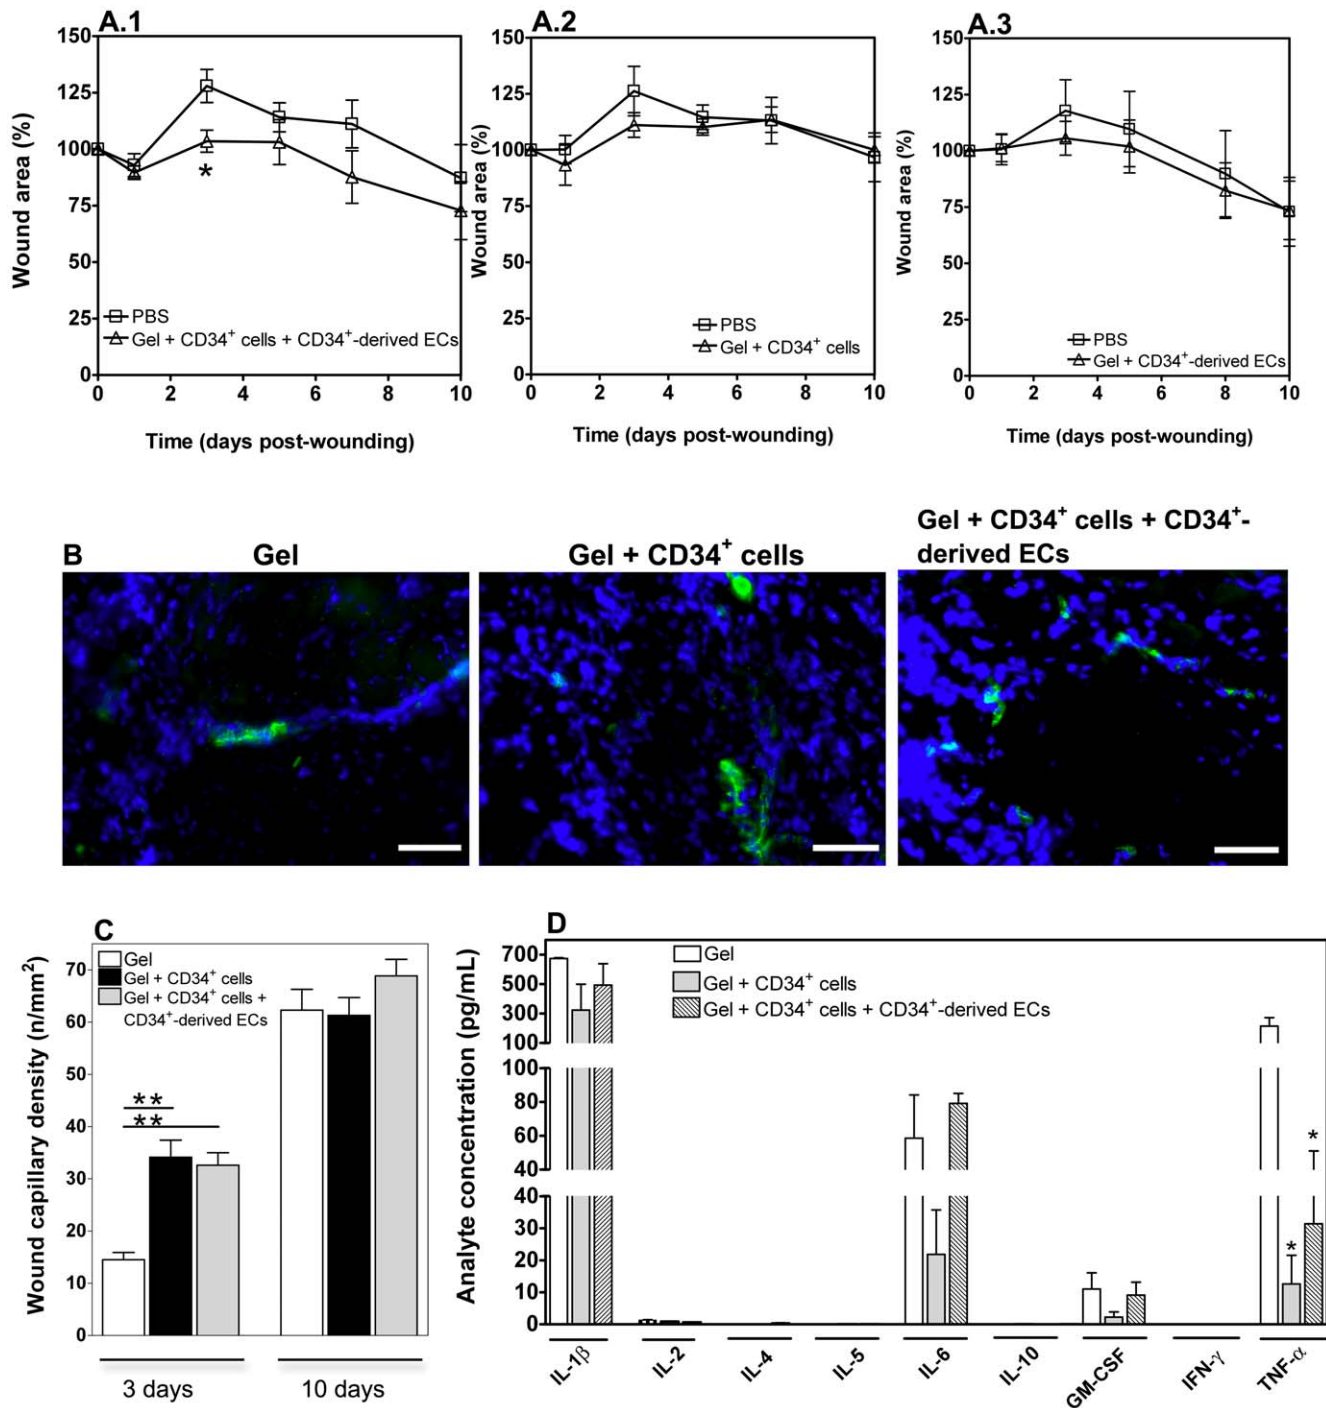 A.1
150
125
100
75
50
25
0
Wound area (%)
*
PBS
Gel + CD34⁺ cells + CD34⁺-derived ECs
0 2 4 6 8 10
Time (days post-wounding)
A.2
150
125
100
75
50
25
0
Wound area (%)
PBS
Gel + CD34⁺ cells
0 2 4 6 8 10
Time (days post-wounding)
A.3
150
125
100
75
50
25
0
Wound area (%)
PBS
Gel + CD34⁺-derived ECs
0 2 4 6 8 10
Time (days post-wounding)
B
Gel
Gel + CD34⁺ cells
Gel + CD34⁺ cells + CD34⁺-
derived ECs
C
Wound capillary density (n/mm²)
70
60
50
40
30
20
10
0
Gel
Gel + CD34⁺ cells
Gel + CD34⁺ cells +
CD34⁺-derived ECs
**
**
3 days
10 days
D
Analyte concentration (pg/mL)
700
500
300
100
80
60
40
40
30
20
10
0
Gel
Gel + CD34⁺ cells
Gel + CD34⁺ cells + CD34⁺-derived ECs
*
*
IL-1β
IL-2
IL-4
IL-5
IL-6
IL-10
GM-CSF
IFN-γ
TNF-α